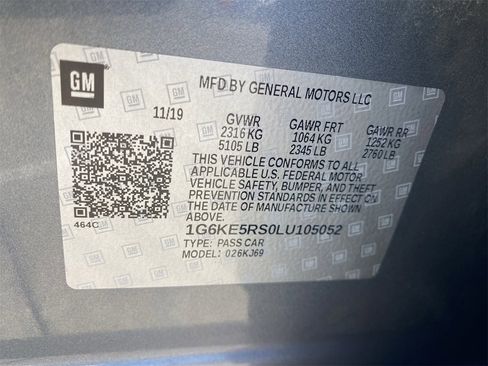 GM
MFD BY GENERAL MOTORS LLC
11/19
GVWR GAWR FRT GAWR RR
2316 KG 1064 KG 1252 KG
5105 LB 2345 LB 2760 LB
THIS VEHICLE CONFORMS TO ALL
APPLICABLE U.S. FEDERAL MOTOR
VEHICLE SAFETY, BUMPER, AND THEFT
PREVENTION STANDARDS IN EFFECT ON
THE DATE OF MANUFACTURE SHOWN
ABOVE.
464C
1G6KE5RS0LU105052
TYPE: PASS CAR
MODEL: 026KJ69